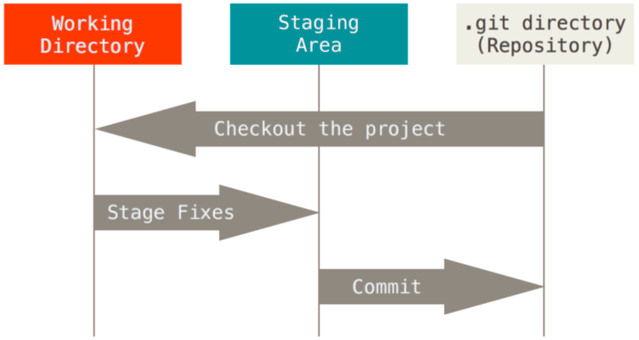 Working
Directory
Staging
Area
.git directory
(Repository)
Checkout the project
Stage Fixes
Commit